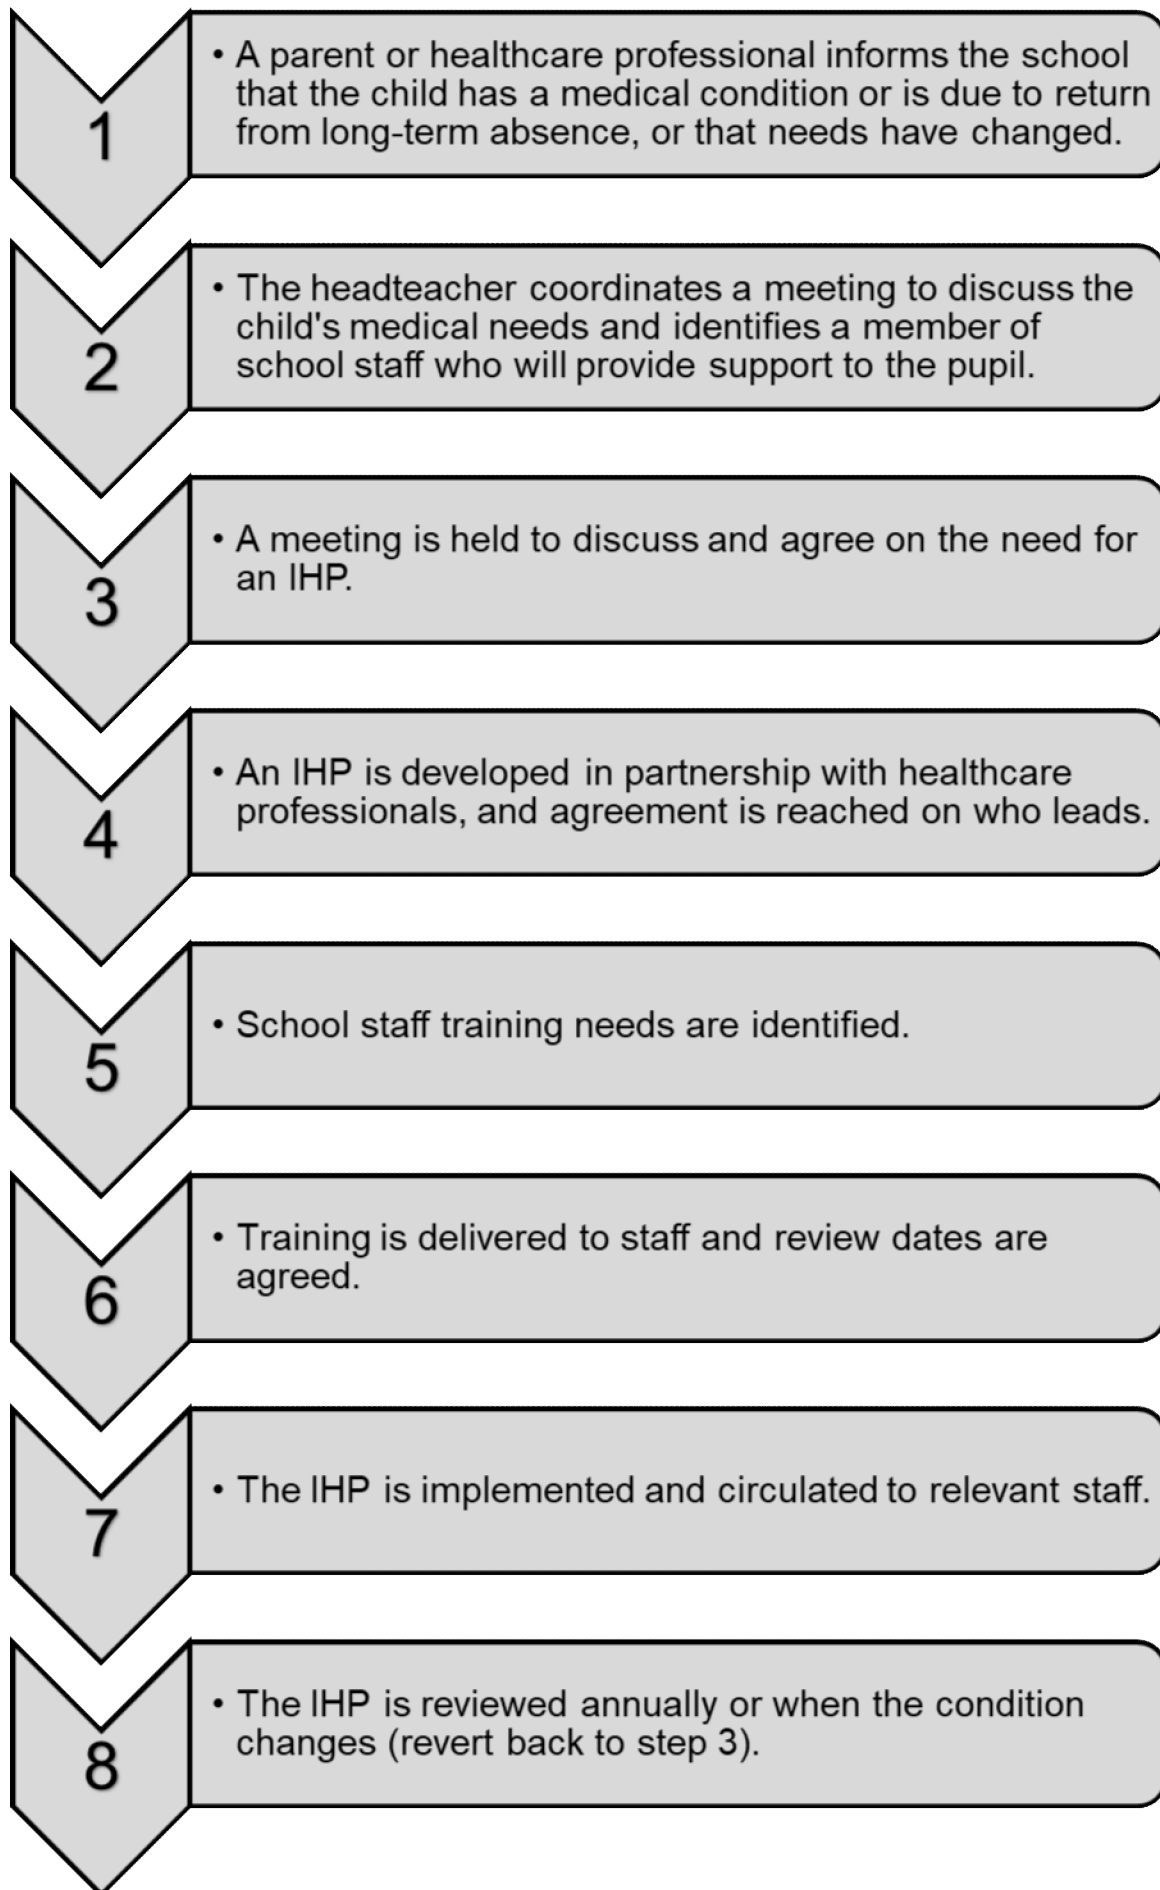 1
• A parent or healthcare professional informs the school
that the child has a medical condition or is due to return
from long-term absence, or that needs have changed.
2
• The headteacher coordinates a meeting to discuss the
child's medical needs and identifies a member of
school staff who will provide support to the pupil.
3
• A meeting is held to discuss and agree on the need for
an IHP.
4
• An IHP is developed in partnership with healthcare
professionals, and agreement is reached on who leads.
5
• School staff training needs are identified.
6
• Training is delivered to staff and review dates are
agreed.
7
• The IHP is implemented and circulated to relevant staff.
8
• The IHP is reviewed annually or when the condition
changes (revert back to step 3).